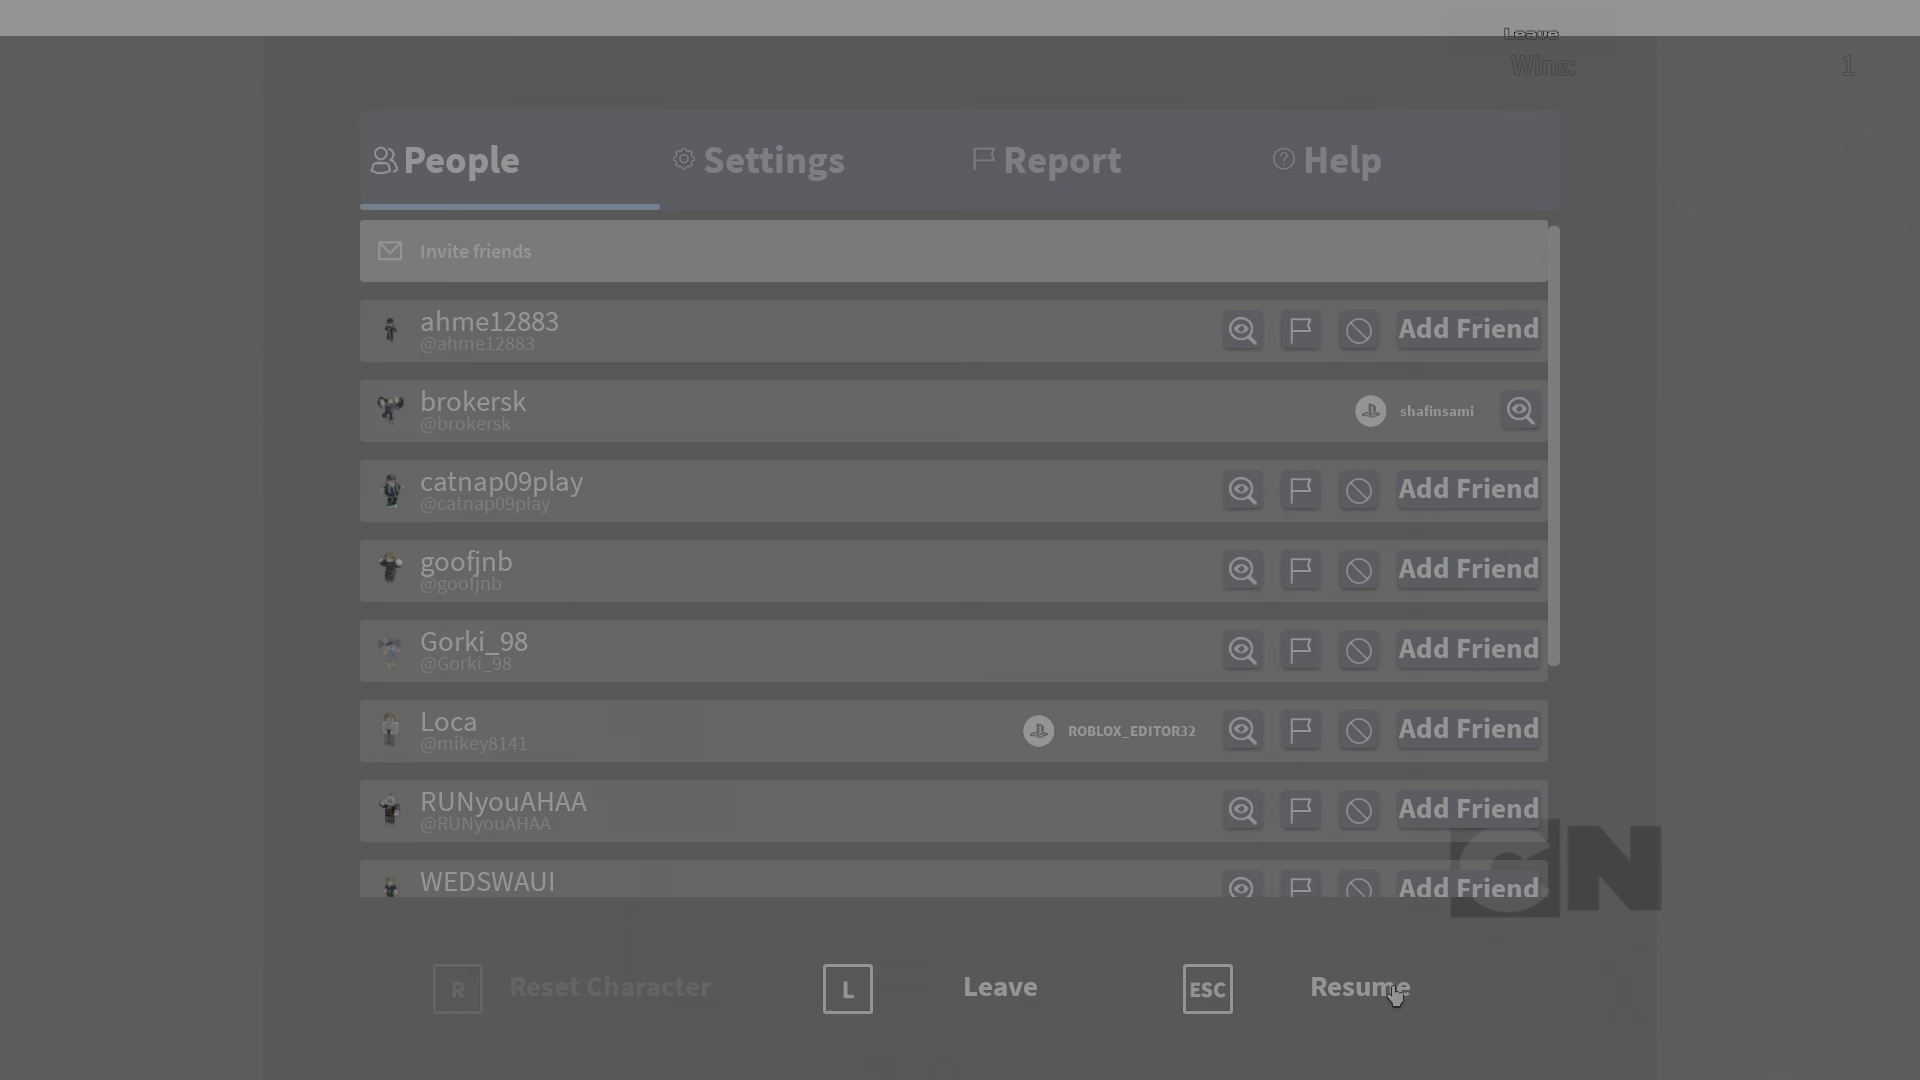 Leave
Wins: 1
People Settings Report Help
Invite friends
ahme12883
@ahme12883
Add Friend
brokersk
@brokersk
shafinsami
catnap09play
@catnap09play
Add Friend
goofjnb
@goofjnb
Add Friend
Gorki_98
@Gorki_98
Add Friend
Loca
@mikey8141
ROBLOX_EDITOR32
Add Friend
RUNyouAHAA
@RUNyouAHAA
Add Friend
WEDSWAUI
Add Friend
CN
R Reset Character L Leave ESC Resume